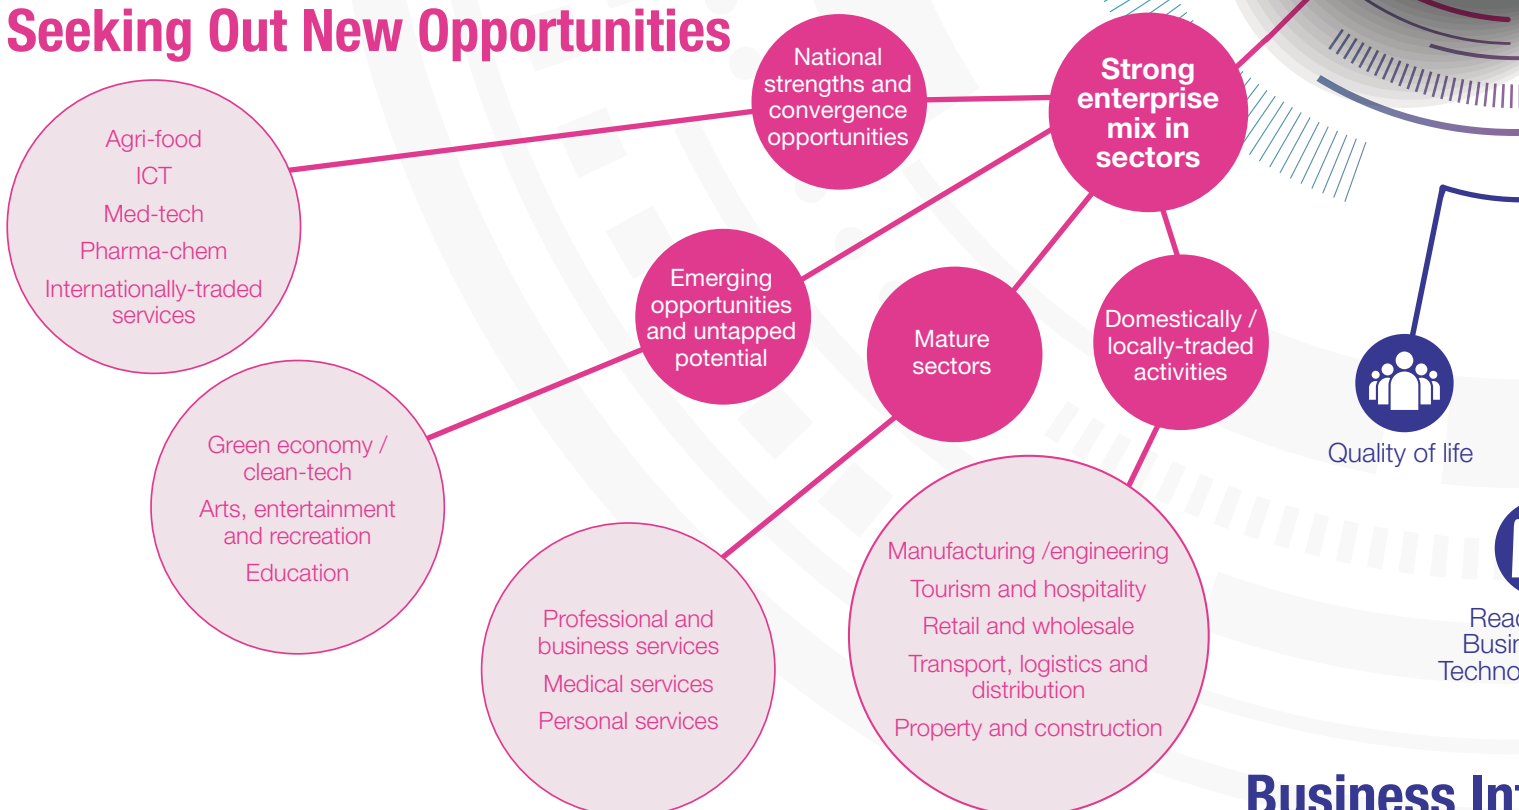 Seeking Out New Opportunities
National
strengths and
convergence
opportunities
Strong
enterprise
mix in
sectors
Agri-food
ICT
Med-tech
Pharma-chem
Internationally-traded
services
Emerging
opportunities
and untapped
potential
Mature
sectors
Domestically /
locally-traded
activities
Quality of life
Green economy /
clean-tech
Arts, entertainment
and recreation
Education
Professional and
business services
Medical services
Personal services
Manufacturing /engineering
Tourism and hospitality
Retail and wholesale
Transport, logistics and
distribution
Property and construction
Business